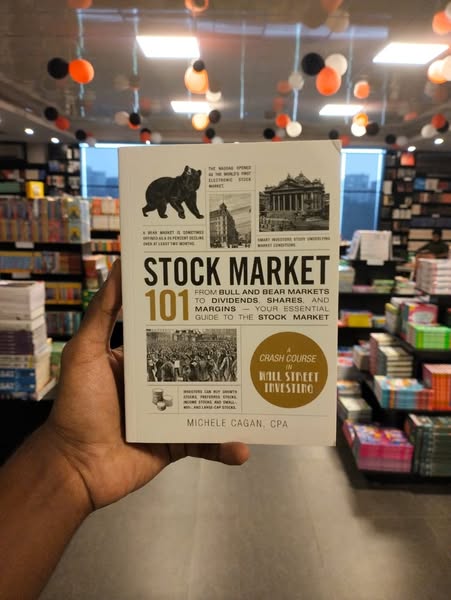 THE NASDAQ OPENED
AS THE WORLD'S FIRST
ELECTRONIC STOCK
MARKET.
A BEAR MARKET IS SOMETIMES
DEFINED AS A 20 PERCENT DECLINE
OVER AT LEAST TWO MONTHS.
SMART INVESTORS STUDY UNDERLYING
MARKET CONDITIONS.
STOCK MARKET
101
FROM BULL AND BEAR MARKETS
TO DIVIDENDS, SHARES, AND
MARGINS — YOUR ESSENTIAL
GUIDE TO THE STOCK MARKET
A
CRASH COURSE
IN
WALL STREET
INVESTING
INVESTORS CAN BUY GROWTH
STOCKS, PREFERRED STOCKS,
INCOME STOCKS, AND SMALL-,
MID-, AND LARGE-CAP STOCKS.
MICHELE CAGAN, CPA
SAT